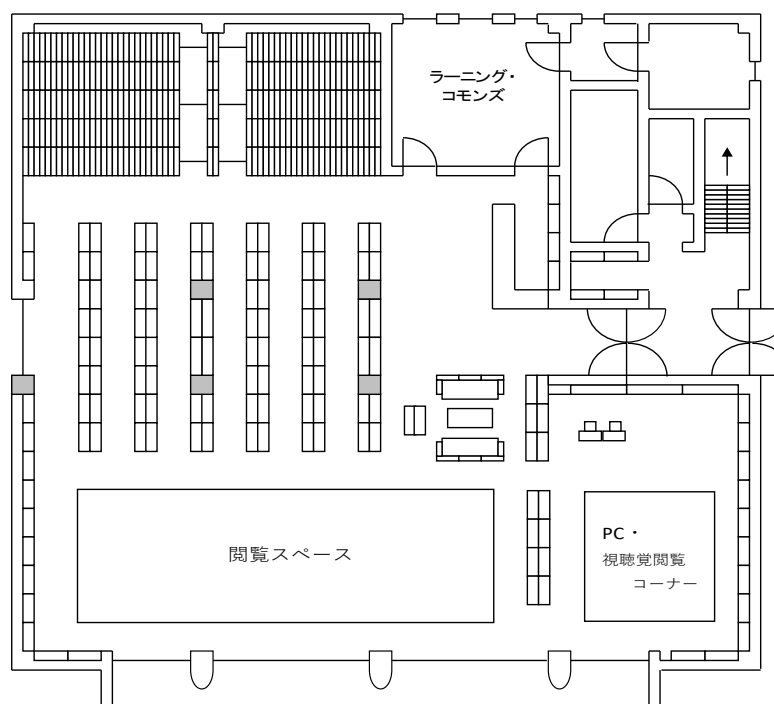 ラーニング・
コモンズ
閲覧スペース
PC・
視聴覚閲覧
コーナー